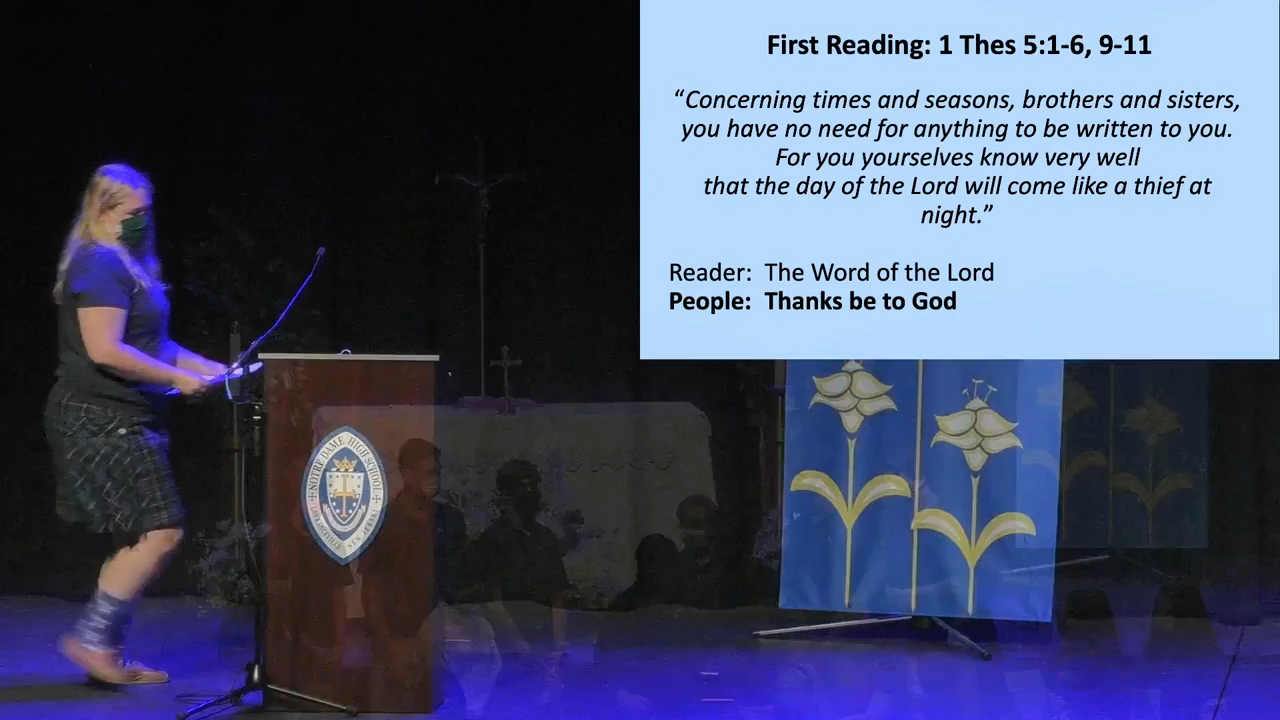 First Reading: 1 Thes 5:1-6, 9-11
“Concerning times and seasons, brothers and sisters,
you have no need for anything to be written to you.
For you yourselves know very well
that the day of the Lord will come like a thief at
night.”
Reader: The Word of the Lord
People: Thanks be to God
NOTRE DAME HIGH SCHOOL
LAWRENCEVILLE
NEW JERSEY